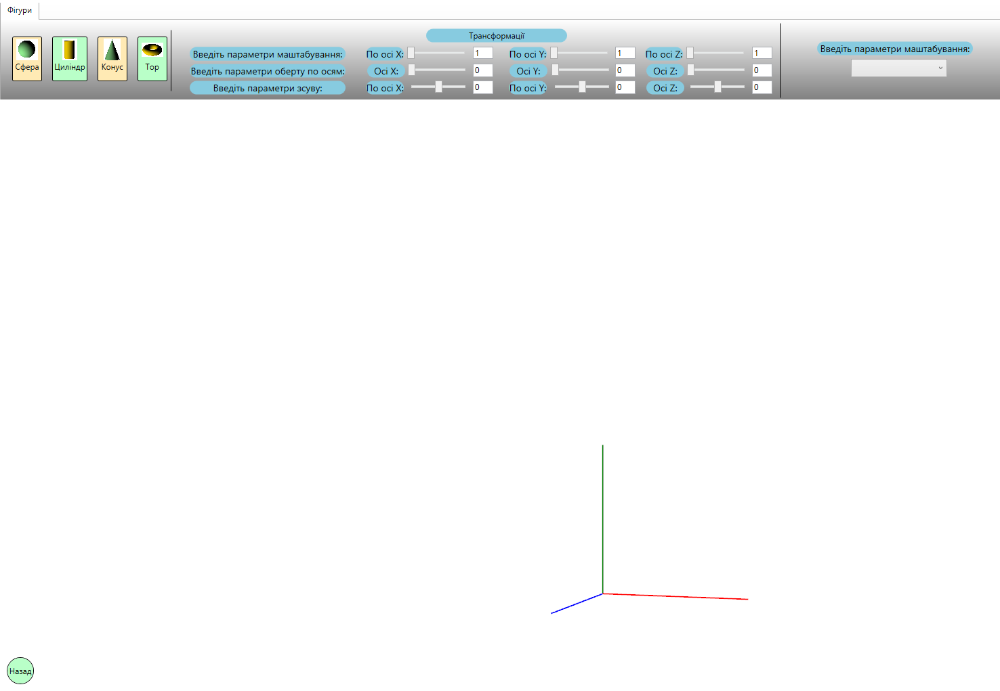 Фігури
Трансформації
Сфера Циліндр Конус Тор
Введіть параметри маштабування: По осі X: 1 По осі Y: 1 По осі Z: 1
Введіть параметри оберту по осям: Осі X: 0 Осі Y: 0 Осі Z: 0
Введіть параметри зсуву: По осі X: 0 По осі Y: 0 Осі Z: 0
Введіть параметри маштабування:
Назад